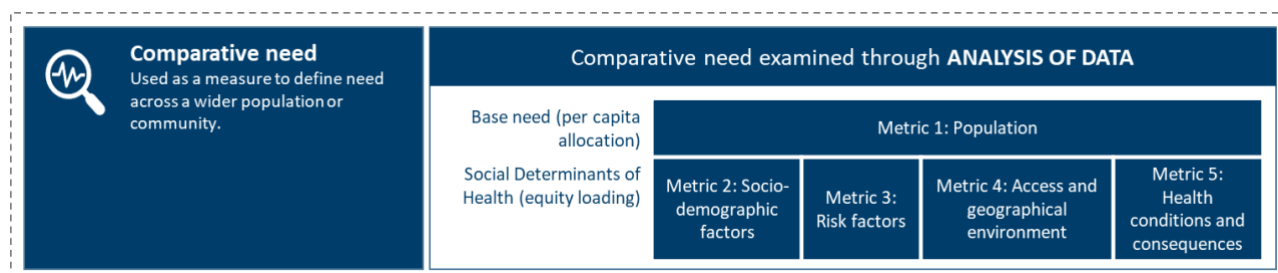 Comparative need
Used as a measure to define need
across a wider population or
community.
Comparative need examined through ANALYSIS OF DATA
Base need (per capita
allocation)
Metric 1: Population
Social Determinants of
Health (equity loading)
Metric 2: Socio-
demographic
factors
Metric 3:
Risk factors
Metric 4: Access and
geographical
environment
Metric 5:
Health
conditions and
consequences